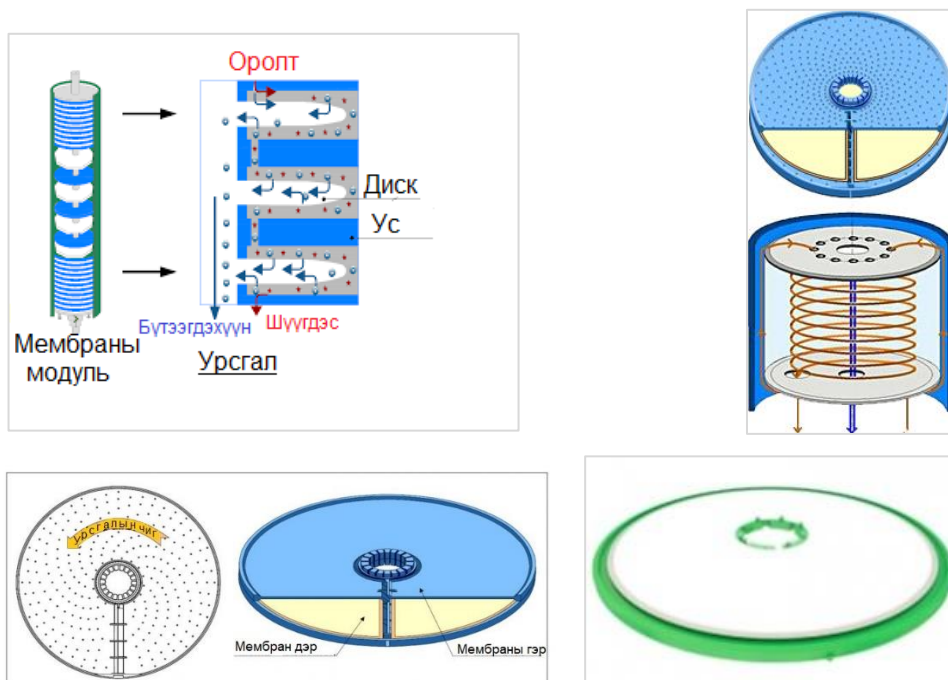 Оролт
Диск
Ус
Бүтээгдэхүүн
Шүүгдэс
Мембраны
модуль
Урсгал
Урсгалын чиг
Мембран дэр
Мембраны гэр